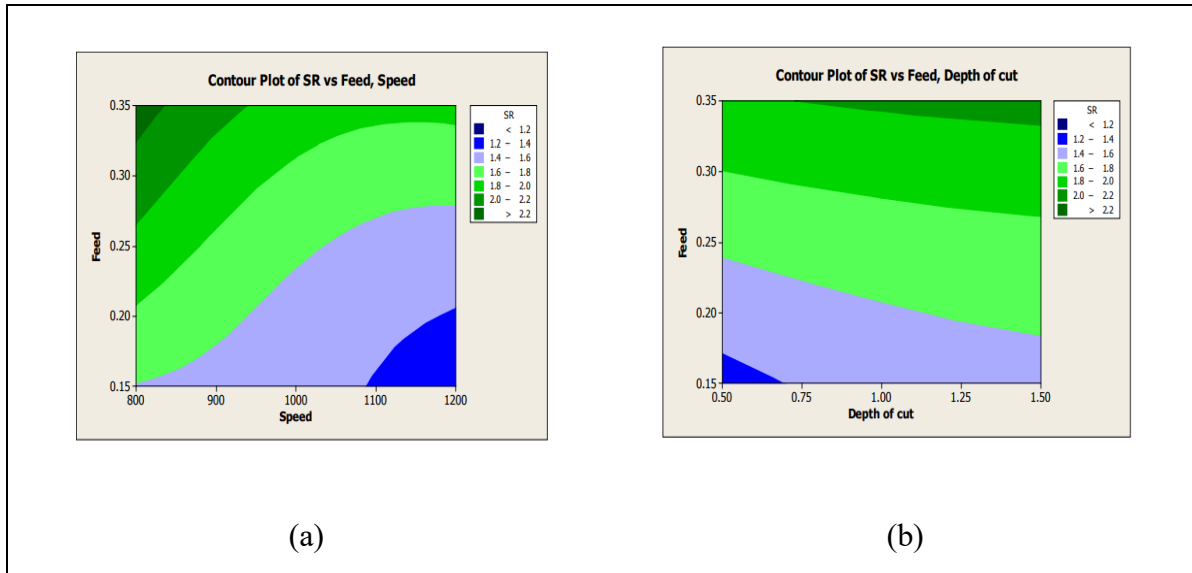 Contour Plot of SR vs Feed, Speed
SR
< 1.2
1.2 – 1.4
1.4 – 1.6
1.6 – 1.8
1.8 – 2.0
2.0 – 2.2
> 2.2
0.35
0.30
0.25
0.20
0.15
Feed
800 900 1000 1100 1200
Speed
(a)
Contour Plot of SR vs Feed, Depth of cut
SR
< 1.2
1.2 – 1.4
1.4 – 1.6
1.6 – 1.8
1.8 – 2.0
2.0 – 2.2
> 2.2
0.35
0.30
0.25
0.20
0.15
Feed
0.50 0.75 1.00 1.25 1.50
Depth of cut
(b)